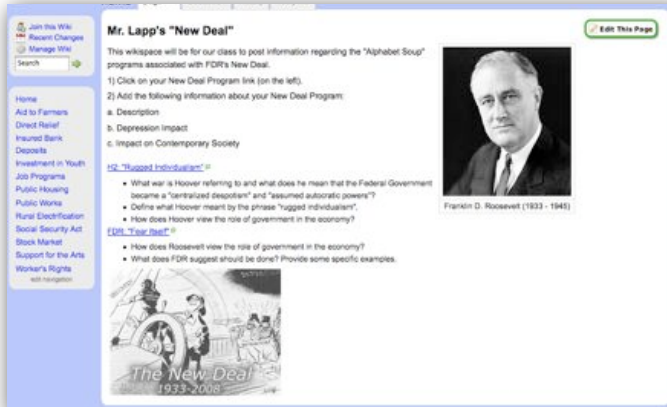 Join this Wiki
Recent Changes
Manage Wiki
Search
Home
Aid to Farmers
Direct Relief
Insured Bank
Deposits
Investment in Youth
Job Programs
Public Housing
Public Works
Rural Electrification
Social Security Act
Stock Market
Support for the Arts
Worker's Rights
edit navigation
Mr. Lapp's "New Deal"
Edit This Page
This wikispace will be for our class to post information regarding the "Alphabet Soup"
programs associated with FDR's New Deal.
1) Click on your New Deal Program link (on the left).
2) Add the following information about your New Deal Program:
a. Description
b. Depression Impact
c. Impact on Contemporary Society
H2: "Rugged Individualism"
What war is Hoover referring to and what does he mean that the Federal Government
became a "centralized despotism" and "assumed autocratic powers"?
Define what Hoover meant by the phrase "rugged individualism".
How does Hoover view the role of government in the economy?
FDR: "Fear Itself"
How does Roosevelt view the role of government in the economy?
What does FDR suggest should be done? Provide some specific examples.
Franklin D. Roosevelt (1933 - 1945)
The New Deal
1933-2008